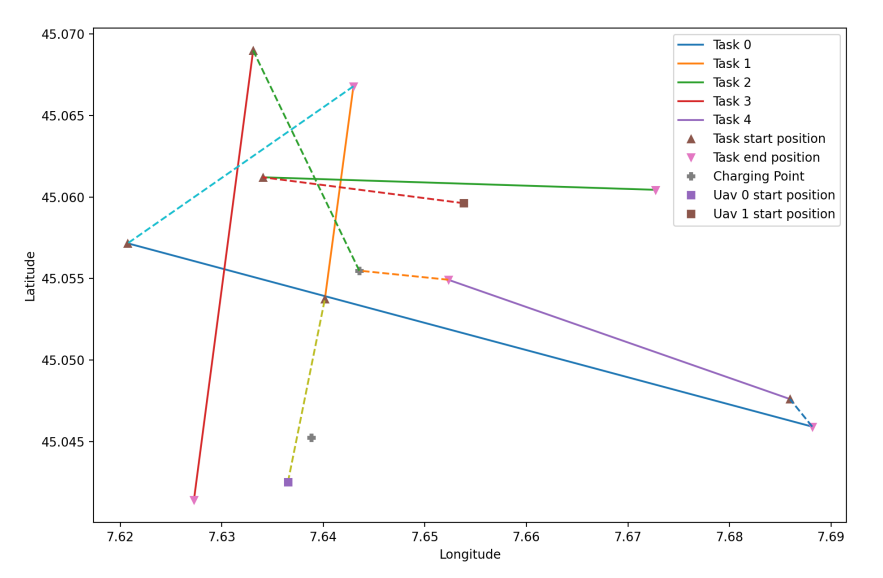 45.070
45.065
45.060
45.055
45.050
45.045
Latitude
7.62
7.63
7.64
7.65
7.66
7.67
7.68
7.69
Longitude
Task 0
Task 1
Task 2
Task 3
Task 4
Task start position
Task end position
Charging Point
Uav 0 start position
Uav 1 start position